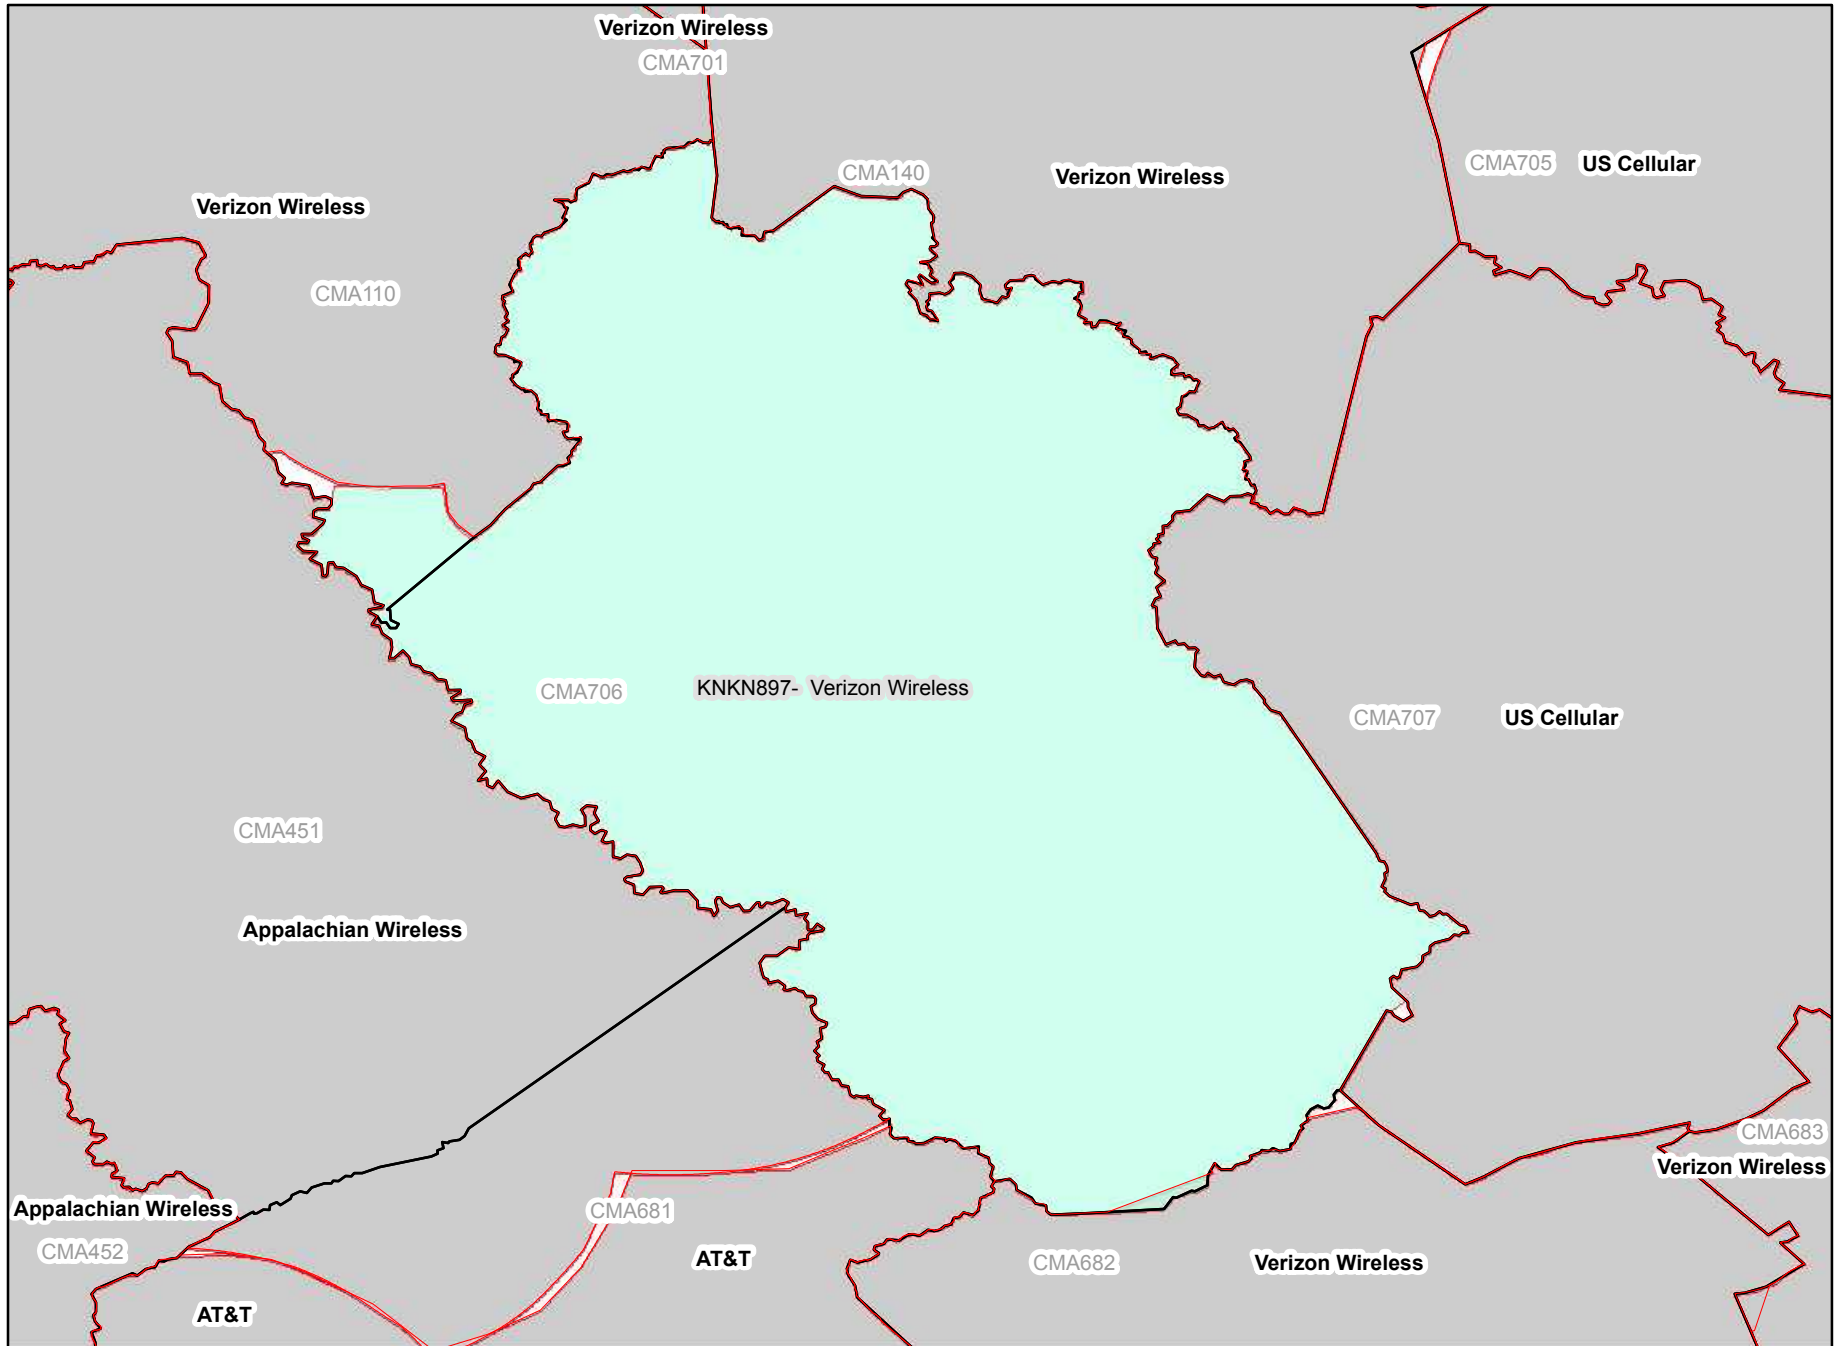 Verizon Wireless
CMA701
CMA140
Verizon Wireless
CMA705
US Cellular
Verizon Wireless
CMA110
CMA706
KNKN897-  Verizon Wireless
CMA707
US Cellular
CMA451
Appalachian Wireless
CMA683
Verizon Wireless
Appalachian Wireless
CMA452
CMA681
AT&T
CMA682
Verizon Wireless
AT&T